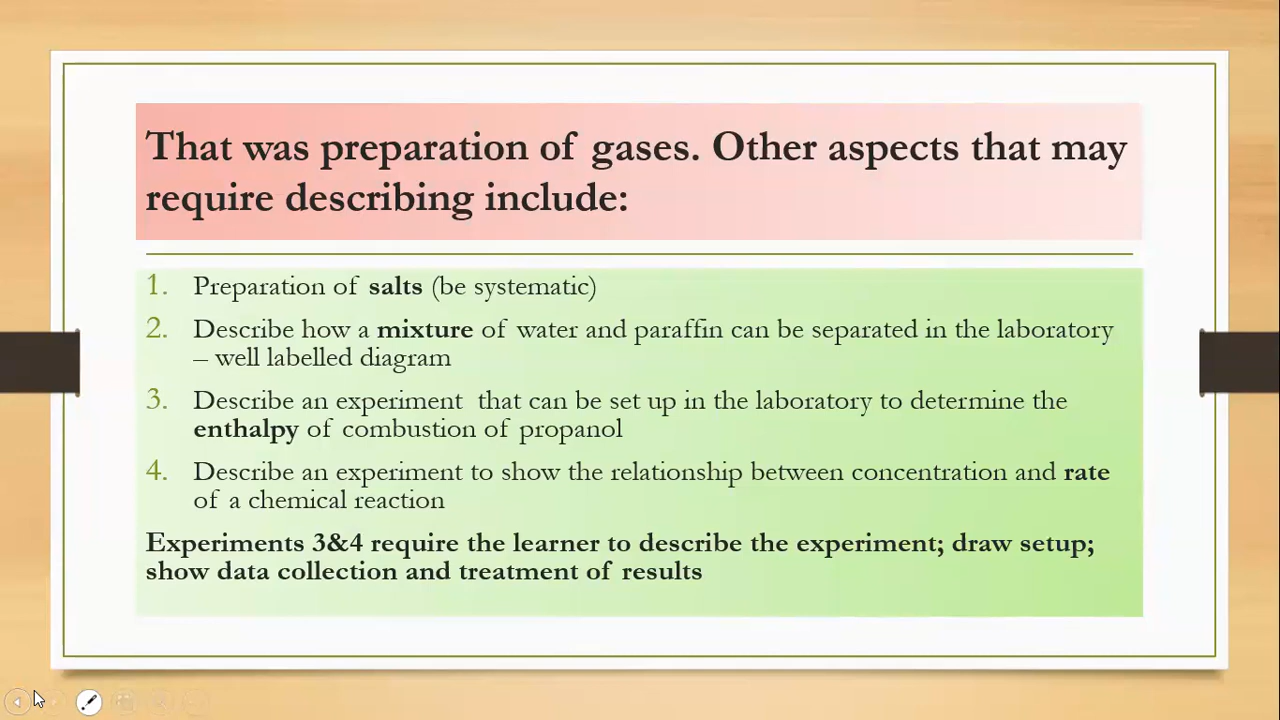 That was preparation of gases. Other aspects that may
require describing include:
1. Preparation of salts (be systematic)
2. Describe how a mixture of water and paraffin can be separated in the laboratory
– well labelled diagram
3. Describe an experiment that can be set up in the laboratory to determine the
enthalpy of combustion of propanol
4. Describe an experiment to show the relationship between concentration and rate
of a chemical reaction
Experiments 3&4 require the learner to describe the experiment; draw setup;
show data collection and treatment of results